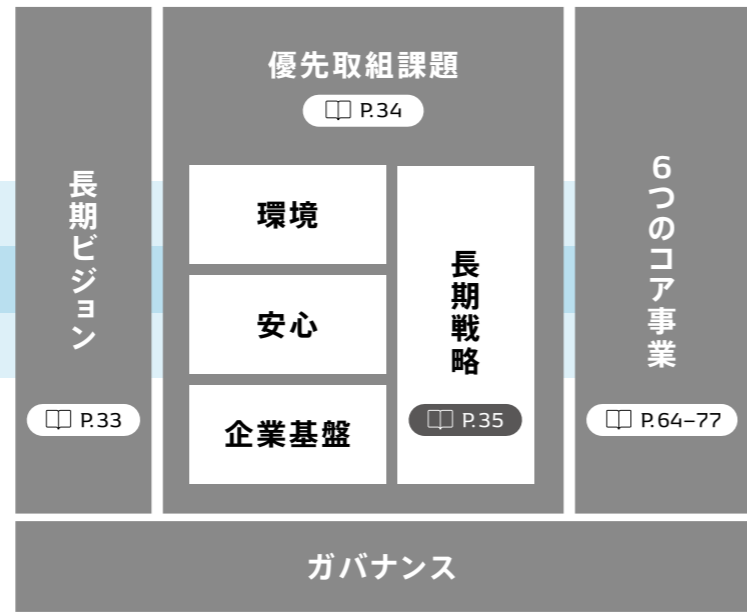 長期ビジョン
P.33
優先取組課題
P.34
環境
安心
企業基盤
長期戦略
P.35
6つのコア事業
P.64–77
ガバナンス